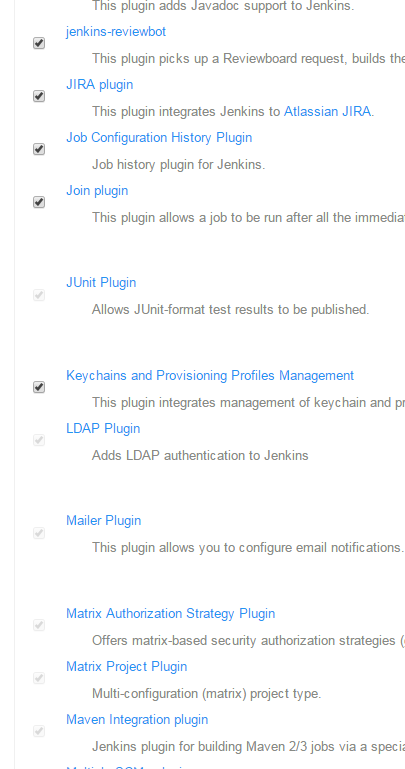 This plugin adds Javadoc support to Jenkins.
jenkins-reviewbot
This plugin picks up a Reviewboard request, builds the
JIRA plugin
This plugin integrates Jenkins to Atlassian JIRA.
Job Configuration History Plugin
Job history plugin for Jenkins.
Join plugin
This plugin allows a job to be run after all the immedia
JUnit Plugin
Allows JUnit-format test results to be published.
Keychains and Provisioning Profiles Management
This plugin integrates management of keychain and pr
LDAP Plugin
Adds LDAP authentication to Jenkins
Mailer Plugin
This plugin allows you to configure email notifications.
Matrix Authorization Strategy Plugin
Offers matrix-based security authorization strategies (
Matrix Project Plugin
Multi-configuration (matrix) project type.
Maven Integration plugin
Jenkins plugin for building Maven 2/3 jobs via a specia